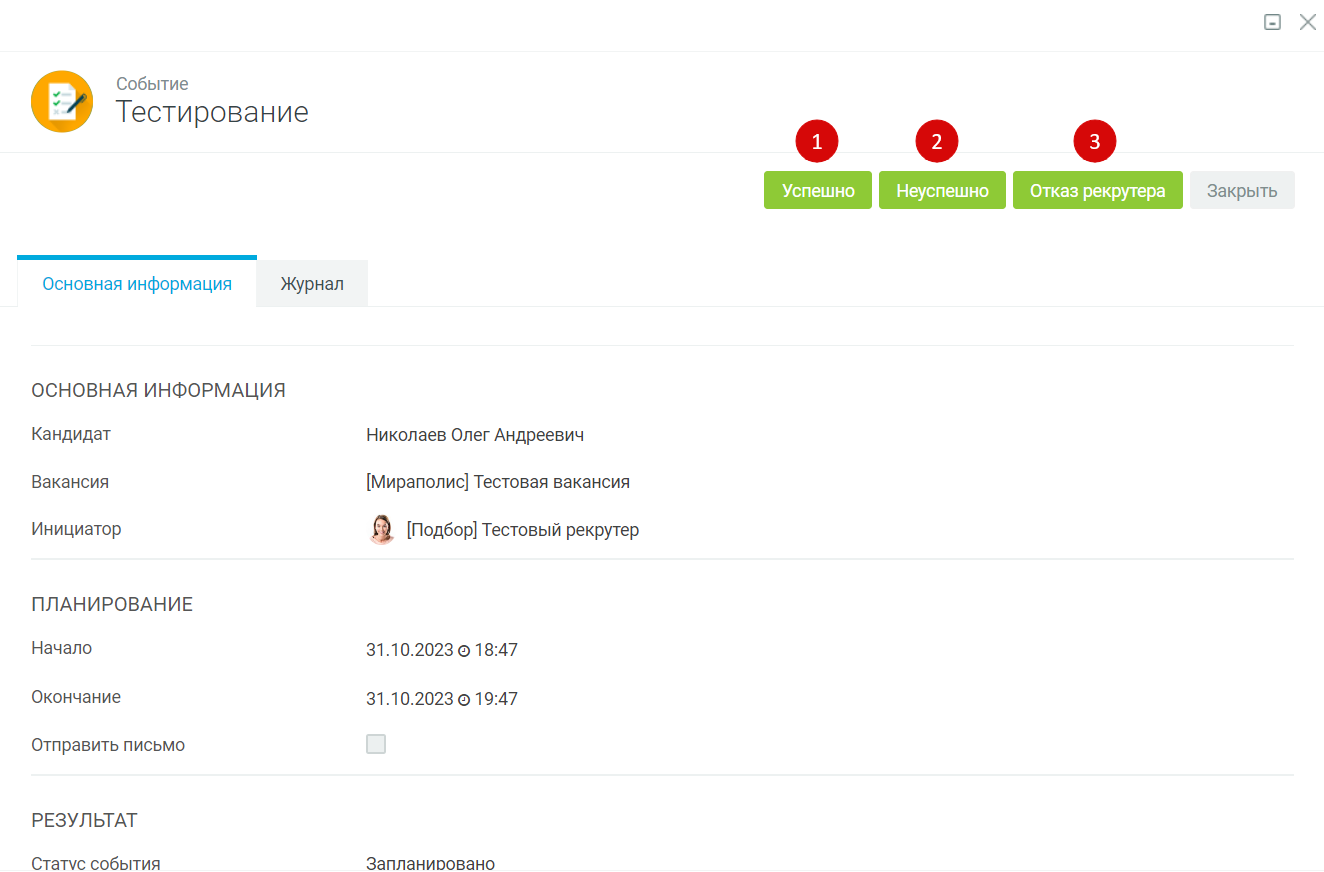 Событие
Тестирование
1 2 3
Успешно Неуспешно Отказ рекрутера Закрыть
Основная информация Журнал
ОСНОВНАЯ ИНФОРМАЦИЯ
Кандидат Николаев Олег Андреевич
Вакансия [Мираполис] Тестовая вакансия
Инициатор [Подбор] Тестовый рекрутер
ПЛАНИРОВАНИЕ
Начало 31.10.2023 18:47
Окончание 31.10.2023 19:47
Отправить письмо
РЕЗУЛЬТАТ
Статус события Запланировано